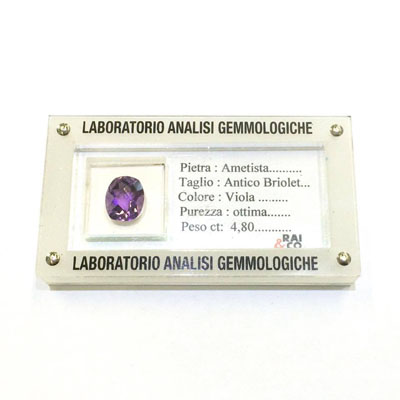 LABORATORIO ANALISI GEMMOLOGICHE
Pietra : Ametista..........
Taglio : Antico Briolet...
Colore : Viola .........
Purezza : ottima.......
Peso ct: 4,80............
RAI
&CO
LABORATORIO ANALISI GEMMOLOGICHE